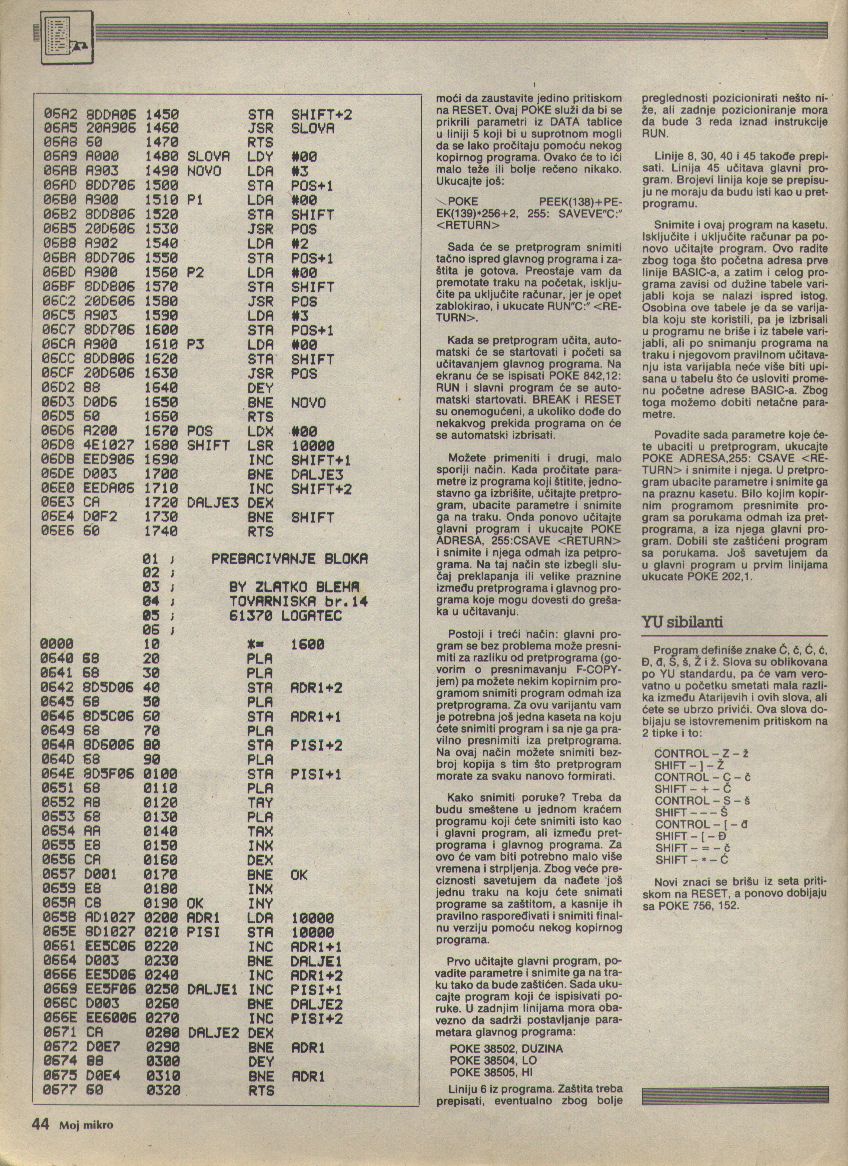 06A2 8DDA06 1450 STA SHIFT+2
06A5 20A906 1460 JSR SLOVA
06A8 60 1470 RTS
06A9 A000 1480 SLOVA LDY #00
06AB A903 1490 NOVO LDA #3
06AD 8DD706 1500 STA POS+1
06B0 A900 1510 P1 LDA #00
06B2 8DD806 1520 STA SHIFT
06B5 20D606 1530 JSR POS
06B8 A902 1540 LDA #2
06BA 8DD706 1550 STA POS+1
06BD A900 1560 P2 LDA #00
06BF 8DD806 1570 STA SHIFT
06C2 20D606 1580 JSR POS
06C5 A903 1590 LDA #3
06C7 8DD706 1600 STA POS+1
06CA A900 1610 P3 LDA #00
06CC 8DD806 1620 STA SHIFT
06CF 20D606 1630 JSR POS
06D2 88 1640 DEY
06D3 D0D6 1650 BNE NOVO
06D5 60 1660 RTS
06D6 A200 1670 POS LDX #00
06D8 4E1027 1680 SHIFT LSR 10000
06DB EED906 1690 INC SHIFT+1
06DE D003 1700 BNE DALJE3
06E0 EEDA06 1710 INC SHIFT+2
06E3 CA 1720 DALJE3 DEX
06E4 D0F2 1730 BNE SHIFT
06E6 60 1740 RTS
01 ; PREBACIVANJE BLOKA
02 ;
03 ; BY ZLATKO BLEHA
04 ; TOVARNISKA br.14
05 ; 61370 LOGATEC
06 ;
0000 10 *= 1600
0640 68 20 PLA
0641 68 30 PLA
0642 8D5D06 40 STA ADR1+2
0645 68 50 PLA
0646 8D5C06 60 STA ADR1+1
0649 68 70 PLA
064A 8D6006 80 STA PISI+2
064D 68 90 PLA
064E 8D5F06 0100 STA PISI+1
0651 68 0110 PLA
0652 A8 0120 TAY
0653 68 0130 PLA
0654 AA 0140 TAX
0655 E8 0150 INX
0656 CA 0160 DEX
0657 D001 0170 BNE OK
0659 E8 0180 INX
065A C8 0190 OK INY
065B AD1027 0200 ADR1 LDA 10000
065E 8D1027 0210 PISI STA 10000
0661 EE5C06 0220 INC ADR1+1
0664 D003 0230 BNE DALJE1
0666 EE5D06 0240 INC ADR1+2
0669 EE5F06 0250 DALJE1 INC PISI+1
066C D003 0260 BNE DALJE2
066E EE6006 0270 INC PISI+2
0671 CA 0280 DALJE2 DEX
0672 D0E7 0290 BNE ADR1
0674 88 0300 DEY
0675 D0E4 0310 BNE ADR1
0677 60 0320 RTS
moći da zaustavite jedino pritiskom
na RESET. Ovaj POKE služi da bi se
prikrili parametri iz DATA tablice
u liniji 5 koji bi u suprotnom mogli
da se lako pročitaju pomoću nekog
kopirnog programa. Ovako će to ići
malo teže ili bolje rečeno nikako.
Ukucajte još:
POKE PEEK(138)+PE-
EK(139)*256+2, 255: SAVEVE"C:"
<RETURN>
Sada će se pretprogram snimiti
tačno ispred glavnog programa i za-
štita je gotova. Preostaje vam da
premotate traku na početak, isklju-
čite pa uključite računar, jer je opet
zablokirao, i ukucate RUN"C:" <RE-
TURN>.
Kada se pretprogram učita, auto-
matski će se startovati i početi sa
učitavanjem glavnog programa. Na
ekranu će se ispisati POKE 842,12:
RUN i slavni program će se auto-
matski startovati. BREAK i RESET
su onemogućeni, a ukoliko dođe do
nekakvog prekida programa on će
se automatski izbrisati.
Možete primeniti i drugi, malo
sporiji način. Kada pročitate para-
metre iz programa koji štitite, jedno-
stavno ga izbrišite, učitajte pretpro-
gram, ubacite parametre i snimite
ga na traku. Onda ponovo učitajte
glavni program i ukucajte POKE
ADRESA, 255:CSAVE <RETURN>
i snimite i njega odmah iza petpro-
grama. Na taj način ste izbegli slu-
čaj preklapanja ili velike praznine
između pretprograma i glavnog pro-
grama koje mogu dovesti do greša-
ka u učitavanju.
Postoji i treći način: glavni pro-
gram se bez problema može presni-
miti za razliku od pretprograma (go-
vorim o presnimavanju F-COPY-
jem) pa možete nekim kopirnim pro-
gramom snimiti program odmah iza
pretprograma. Za ovu varijantu vam
je potrebna još jedna kaseta na koju
ćete snimiti program i sa nje ga pra-
vilno presnimiti iza pretprograma.
Na ovaj način možete snimiti bez-
broj kopija s tim što pretprogram
morate za svaku nanovo formirati.
Kako snimiti poruke? Treba da
budu smeštene u jednom kraćem
programu koji ćete snimiti isto kao
i glavni program, ali između pret-
programa i glavnog programa. Za
ovo će vam biti potrebno malo više
vremena i strpljenja. Zbog veće pre-
ciznosti savetujem da nađete još
jednu traku na koju ćete snimati
programe sa zaštitom, a kasnije ih
pravilno raspoređivati i snimiti final-
nu verziju pomoću nekog kopirnog
programa.
Prvo učitajte glavni program, po-
vadite parametre i snimite ga na tra-
ku tako da bude zaštićen. Sada uku-
cajte program koji će ispisivati po-
ruke. U zadnjim linijama mora oba-
vezno da sadrži postavljanje para-
metara glavnog programa:
POKE 38502, DUZINA
POKE 38504, LO
POKE 38505, HI
Liniju 6 iz programa. Zaštita treba
prepisati, eventualno zbog bolje
preglednosti pozicionirati nešto ni-
že, ali zadnje pozicioniranje mora
da bude 3 reda iznad instrukcije
RUN.
Linije 8, 30, 40 i 45 takođe prepi-
sati. Linija 45 učitava glavni pro-
gram. Brojevi linija koje se prepisu-
ju ne moraju da budu isti kao u pret-
programu.
Snimite i ovaj program na kasetu.
Isključite i uključite računar pa po-
novo učitajte program. Ovo radite
zbog toga što početna adresa prve
linije BASIC-a, a zatim i celog pro-
grama zavisi od dužine tabele vari-
jabli koja se nalazi ispred istog.
Osobina ove tabele je da se varija-
bla koju ste koristili, pa je izbrisali
u programu ne briše i iz tabele vari-
jabli, ali po snimanju programa na
traku i njegovom pravilnom učitava-
nju ista varijabla neće više biti upi-
sana u tabelu što će usloviti prome-
nu početne adrese BASIC-a. Zbog
toga možemo dobiti netačne para-
metre.
Povadite sada parametre koje će-
te ubaciti u pretprogram, ukucajte
POKE ADRESA,255: CSAVE <RE-
TURN> i snimite i njega. U pretpro-
gram ubacite parametre i snimite ga
na praznu kasetu. Bilo kojim kopir-
nim programom presnimite pro-
gram sa porukama odmah iza pret-
programa, a iza njega glavni pro-
gram. Dobili ste zaštićeni program
sa porukama. Još savetujem da
u glavni program u prvim linijama
ukucate POKE 202,1.
YU sibilanti
Program definiše znake Č, č, Ć, ć,
Đ, đ, Š, š, Ž i ž. Slova su oblikovana
po YU standardu, pa će vam vero-
vatno u početku smetati mala razli-
ka između Atarijevih i ovih slova, ali
ćete se ubrzo privići. Ova slova do-
bijaju se istovremenim pritiskom na
2 tipke i to:
CONTROL – Z – ž
SHIFT – ] – Ž
CONTROL – C – č
SHIFT – + – Č
CONTROL – S – š
SHIFT – – – Š
CONTROL – [ – đ
SHIFT – [ – Đ
SHIFT – = – ć
SHIFT – * – Ć
Novi znaci se brišu iz seta priti-
skom na RESET, a ponovo dobijaju
sa POKE 756, 152.
44 Moj mikro